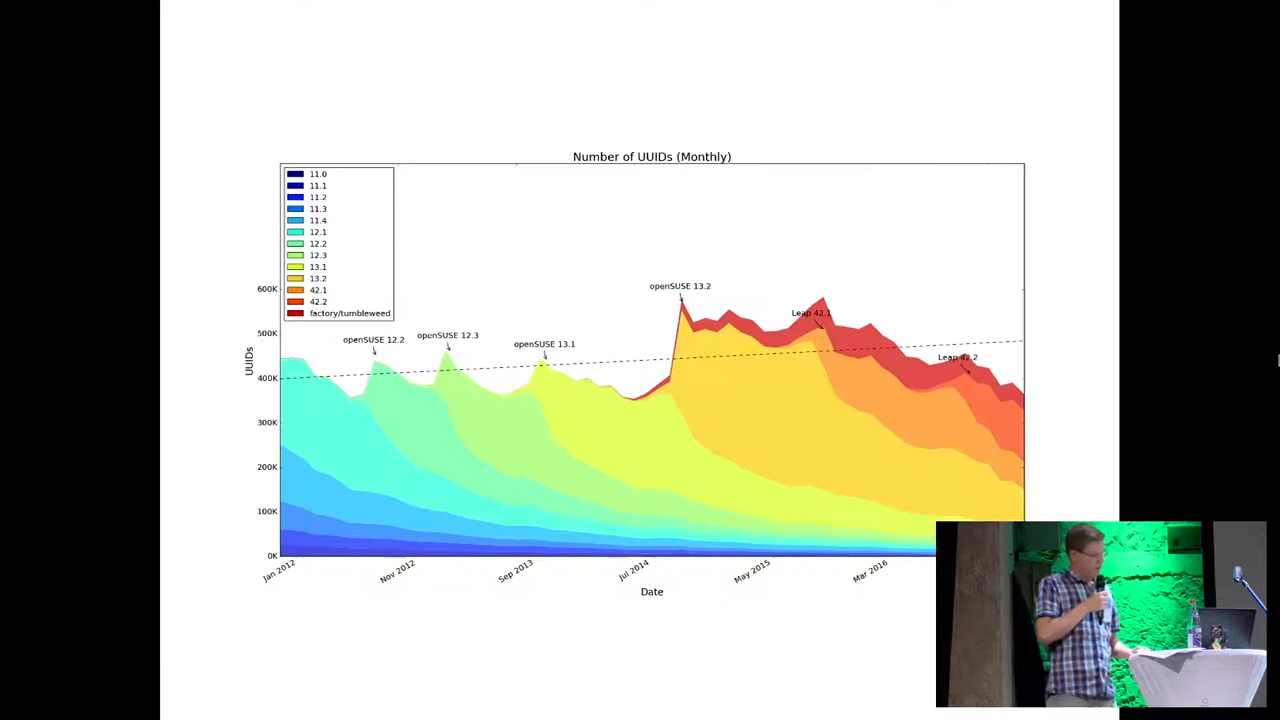 Number of UUIDs (Monthly)
11.0
11.1
11.2
11.3
11.4
12.1
12.2
12.3
13.1
13.2
42.1
42.2
factory/tumbleweed
600K
500K
400K
300K
200K
100K
0K
UUIDs
openSUSE 12.2
openSUSE 12.3
openSUSE 13.1
openSUSE 13.2
Leap 42.1
Leap 42.2
Jan 2012
Nov 2012
Sep 2013
Jul 2014
May 2015
Mar 2016
Date